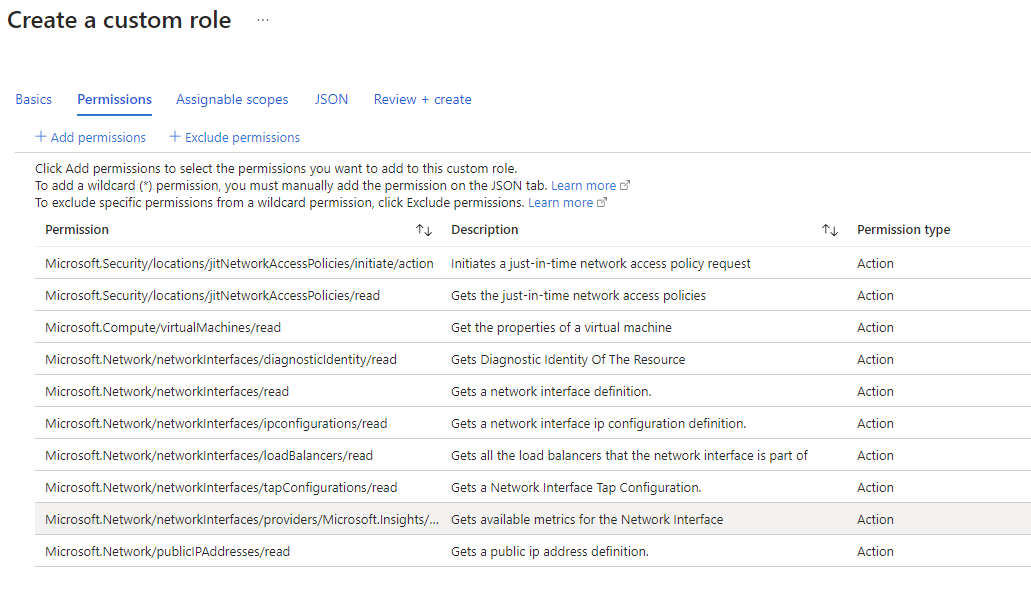 Create a custom role ...
Basics Permissions Assignable scopes JSON Review + create
+ Add permissions + Exclude permissions
Click Add permissions to select the permissions you want to add to this custom role.
To add a wildcard (*) permission, you must manually add the permission on the JSON tab. Learn more
To exclude specific permissions from a wildcard permission, click Exclude permissions. Learn more
Permission ↑↓ Description ↑↓ Permission type
Microsoft.Security/locations/jitNetworkAccessPolicies/initiate/action Initiates a just-in-time network access policy request Action
Microsoft.Security/locations/jitNetworkAccessPolicies/read Gets the just-in-time network access policies Action
Microsoft.Compute/virtualMachines/read Get the properties of a virtual machine Action
Microsoft.Network/networkInterfaces/diagnosticIdentity/read Gets Diagnostic Identity Of The Resource Action
Microsoft.Network/networkInterfaces/read Gets a network interface definition. Action
Microsoft.Network/networkInterfaces/ipconfigurations/read Gets a network interface ip configuration definition. Action
Microsoft.Network/networkInterfaces/loadBalancers/read Gets all the load balancers that the network interface is part of Action
Microsoft.Network/networkInterfaces/tapConfigurations/read Gets a Network Interface Tap Configuration. Action
Microsoft.Network/networkInterfaces/providers/Microsoft.Insights/... Gets available metrics for the Network Interface Action
Microsoft.Network/publicIPAddresses/read Gets a public ip address definition. Action